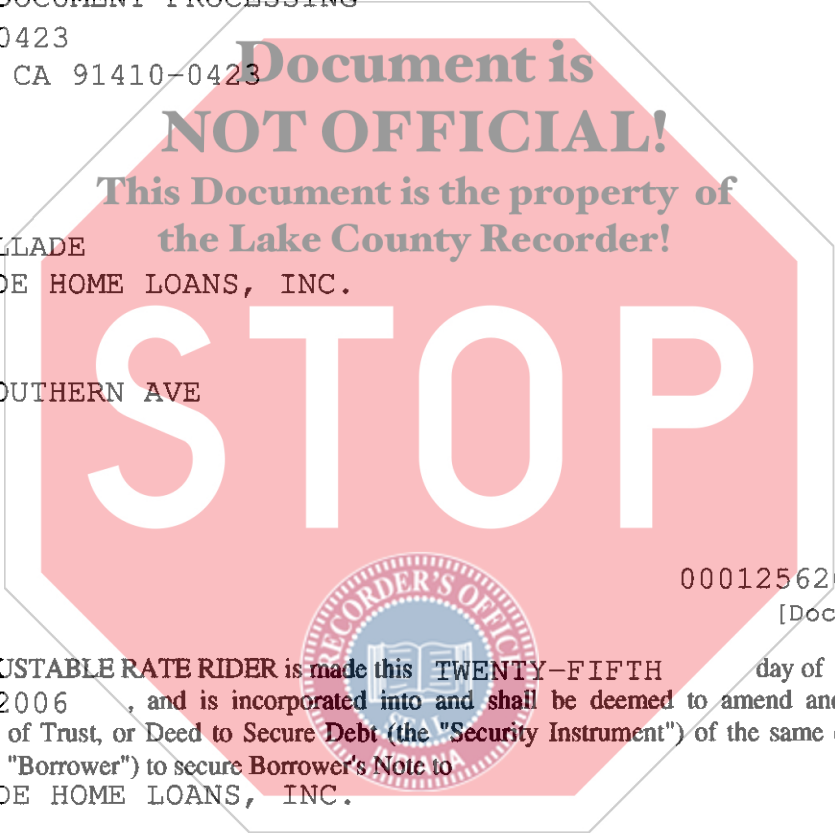 DOCUMENT PROCESSING
0423
CA 91410-0423
Document is
NOT OFFICIAL!
This Document is the property of
the Lake County Recorder!
LLADE
DE HOME LOANS, INC.
OUTHERN AVE
STOP
RECORDER'S OFFICE
INDIANA
00012562
[Doc
USTABLE RATE RIDER is made this TWENTY-FIFTH day of
2006 , and is incorporated into and shall be deemed to amend and
of Trust, or Deed to Secure Debt (the "Security Instrument") of the same
"Borrower") to secure Borrower's Note to
DE HOME LOANS, INC.